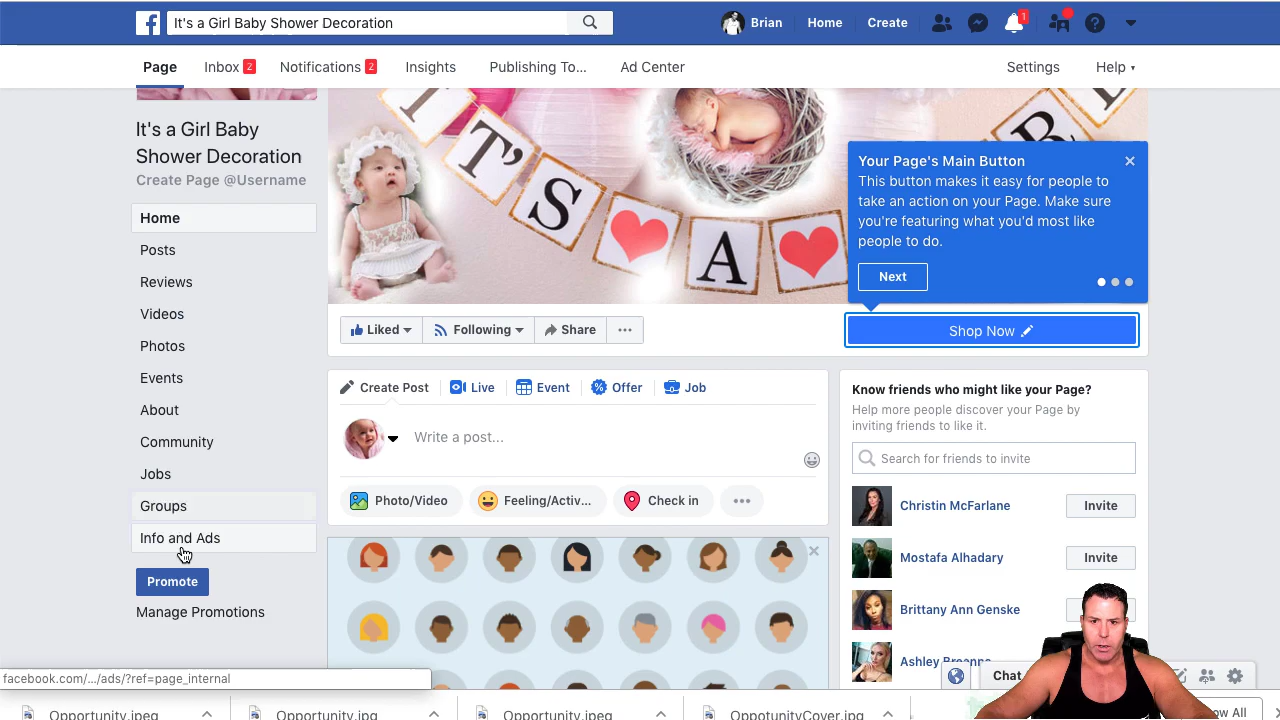 It's a Girl Baby Shower Decoration
Brian
Home
Create
1
Page
Inbox 2
Notifications 2
Insights
Publishing To...
Ad Center
Settings
Help
It's a Girl Baby
Shower Decoration
Create Page @Username
Home
Posts
Reviews
Videos
Photos
Events
About
Community
Jobs
Groups
Info and Ads
Promote
Manage Promotions
IT'S A
Your Page's Main Button
This button makes it easy for people to
take an action on your Page. Make sure
you're featuring what you'd most like
people to do.
Next
Liked
Following
Share
Shop Now
Create Post
Live
Event
Offer
Job
Write a post...
Photo/Video
Feeling/Activ...
Check in
Know friends who might like your Page?
Help more people discover your Page by
inviting friends to like it.
Search for friends to invite
Christin McFarlane
Invite
Mostafa Alhadary
Invite
Brittany Ann Genske
Ashley Breanna
Chat
facebook.com/.../ads/?ref=page_internal
Opportunity.jpeg
Opportunity.jpg
Opportunity.jpeg
OppotunityCover.jpg
All